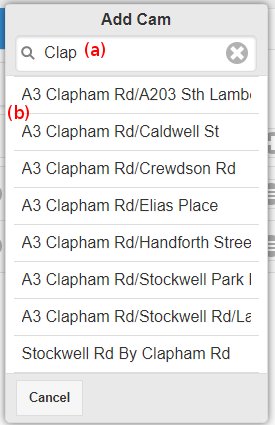 Add Cam
Clap (a)
A3 Clapham Rd/A203 Sth Lambe
(b)
A3 Clapham Rd/Caldwell St
A3 Clapham Rd/Crewdson Rd
A3 Clapham Rd/Elias Place
A3 Clapham Rd/Handforth Stree
A3 Clapham Rd/Stockwell Park
A3 Clapham Rd/Stockwell Rd/La
Stockwell Rd By Clapham Rd
Cancel